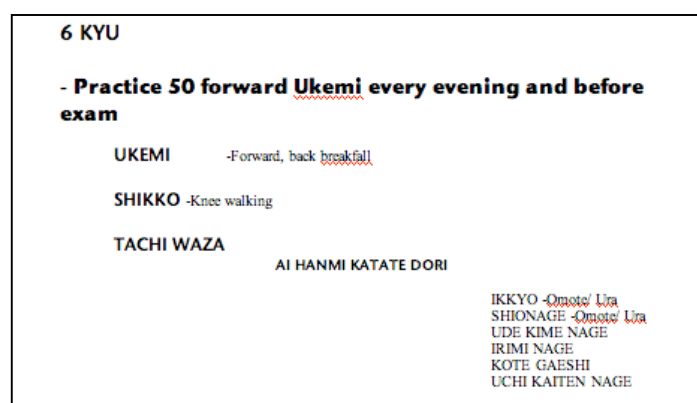 6 KYU
- Practice 50 forward Ukemi every evening and before
exam
UKEMI -Forward, back breakfall
SHIKKO -Knee walking
TACHI WAZA
AI HANMI KATATE DORI
IKKYO -Omote/ Ura
SHIONAGE -Omote/ Ura
UDE KIME NAGE
IRIMI NAGE
KOTE GAESHI
UCHI KAITEN NAGE